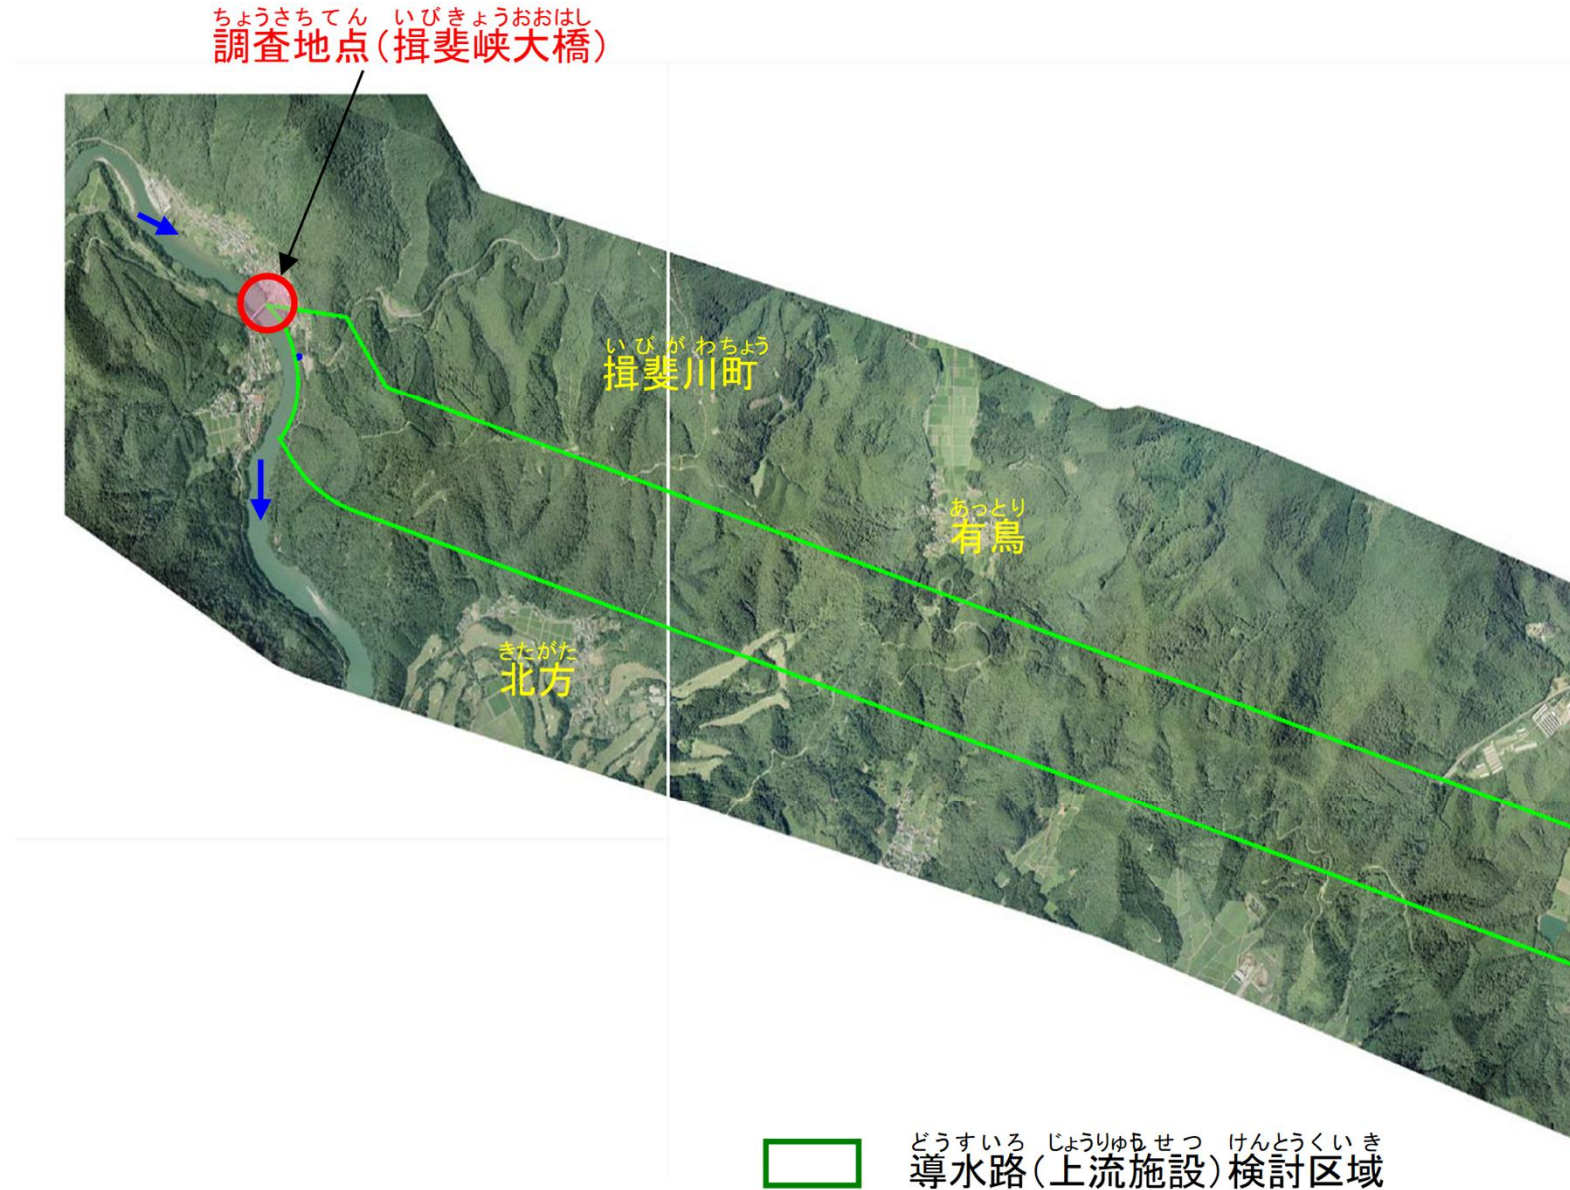 ちょうさちてん いびきょうおおはし
調査地点(揖斐峡大橋)
いびがわちょう
揖斐川町
あっとり
有鳥
きたがた
北方
どうすいろ じょうりゅうしせつ けんとうくいき
導水路(上流施設)検討区域